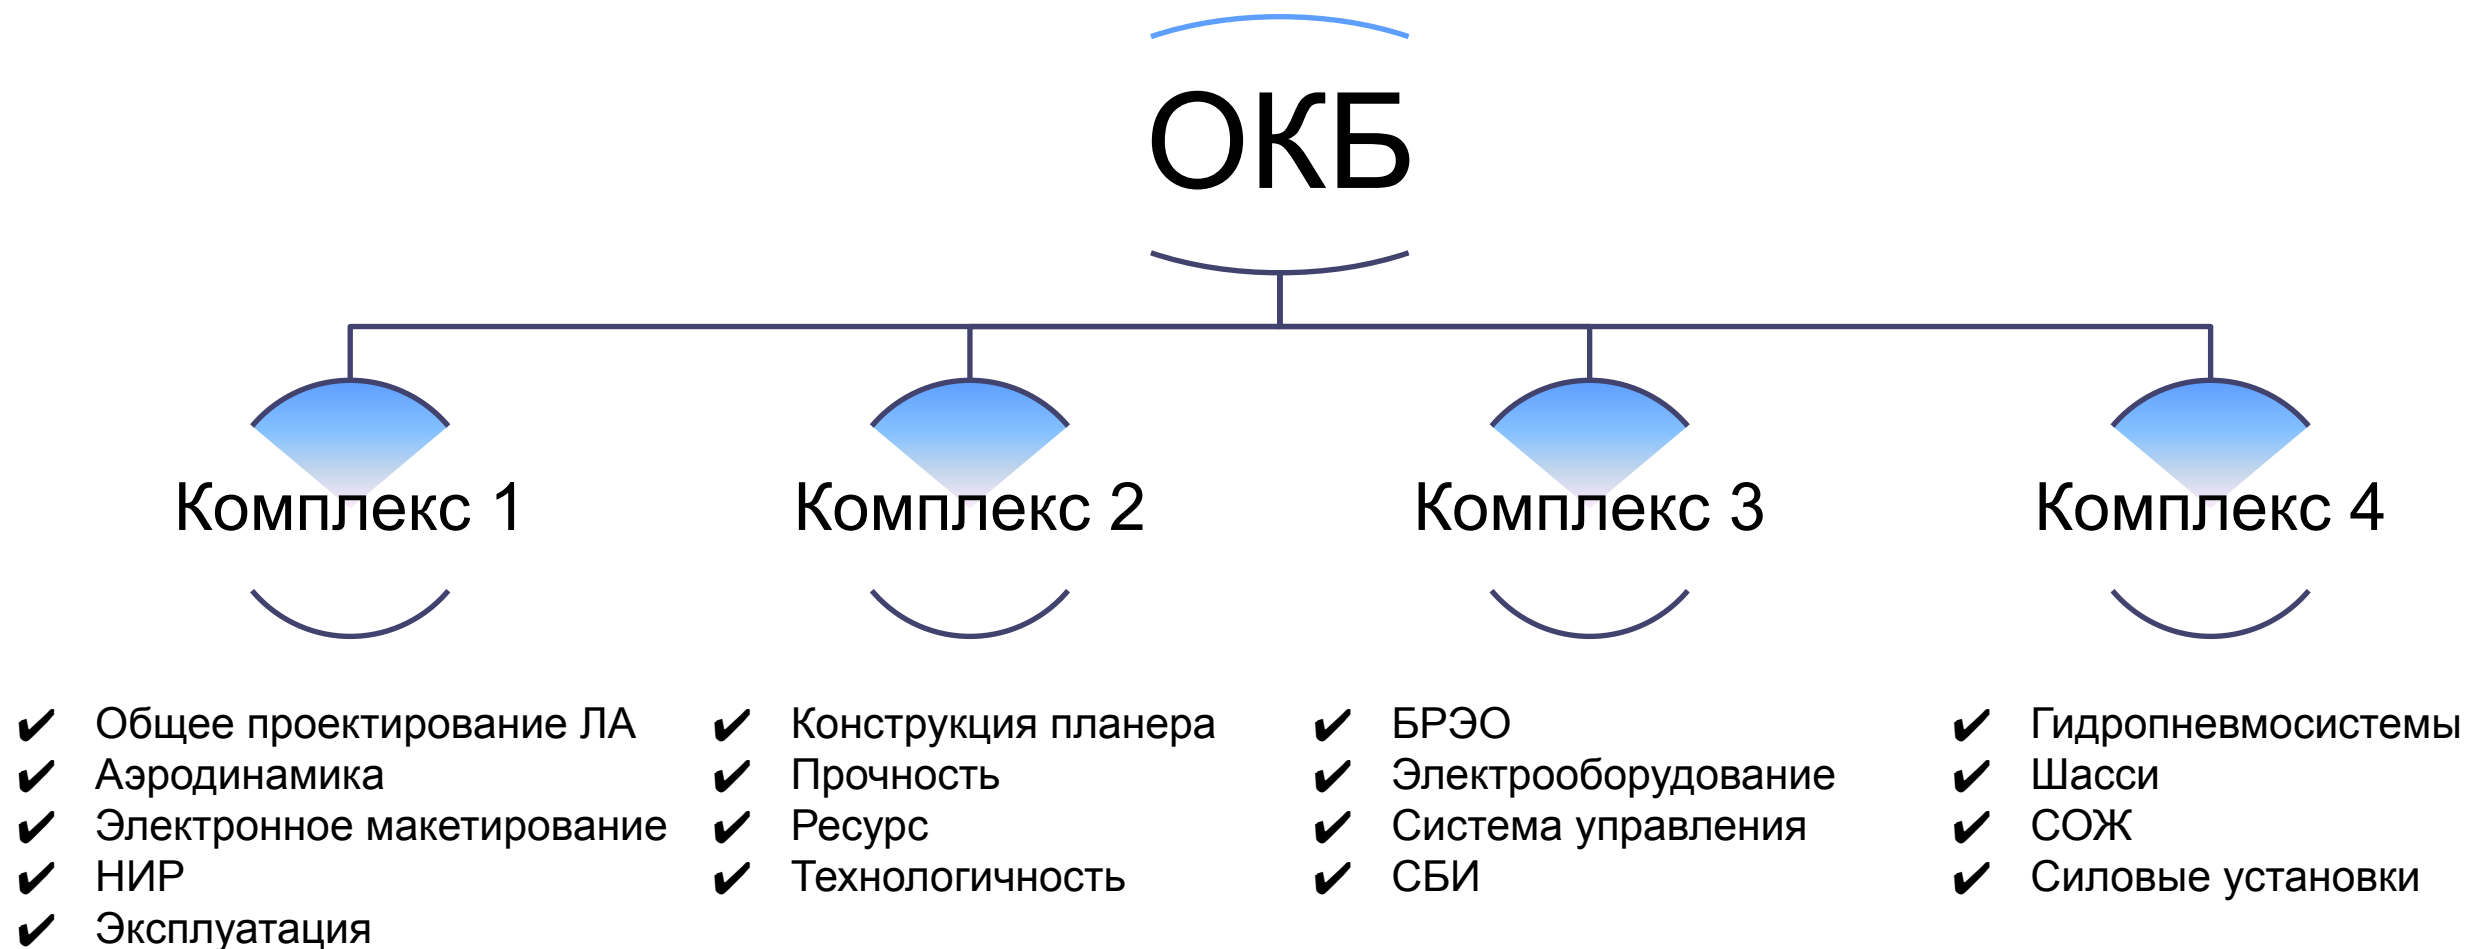 ОКБ
Комплекс 1
Комплекс 2
Комплекс 3
Комплекс 4
✔ Общее проектирование ЛА
✔ Аэродинамика
✔ Электронное макетирование
✔ НИР
✔ Эксплуатация
✔ Конструкция планера
✔ Прочность
✔ Ресурс
✔ Технологичность
✔ БРЭО
✔ Электрооборудование
✔ Система управления
✔ СБИ
✔ Гидропневмосистемы
✔ Шасси
✔ СОЖ
✔ Силовые установки